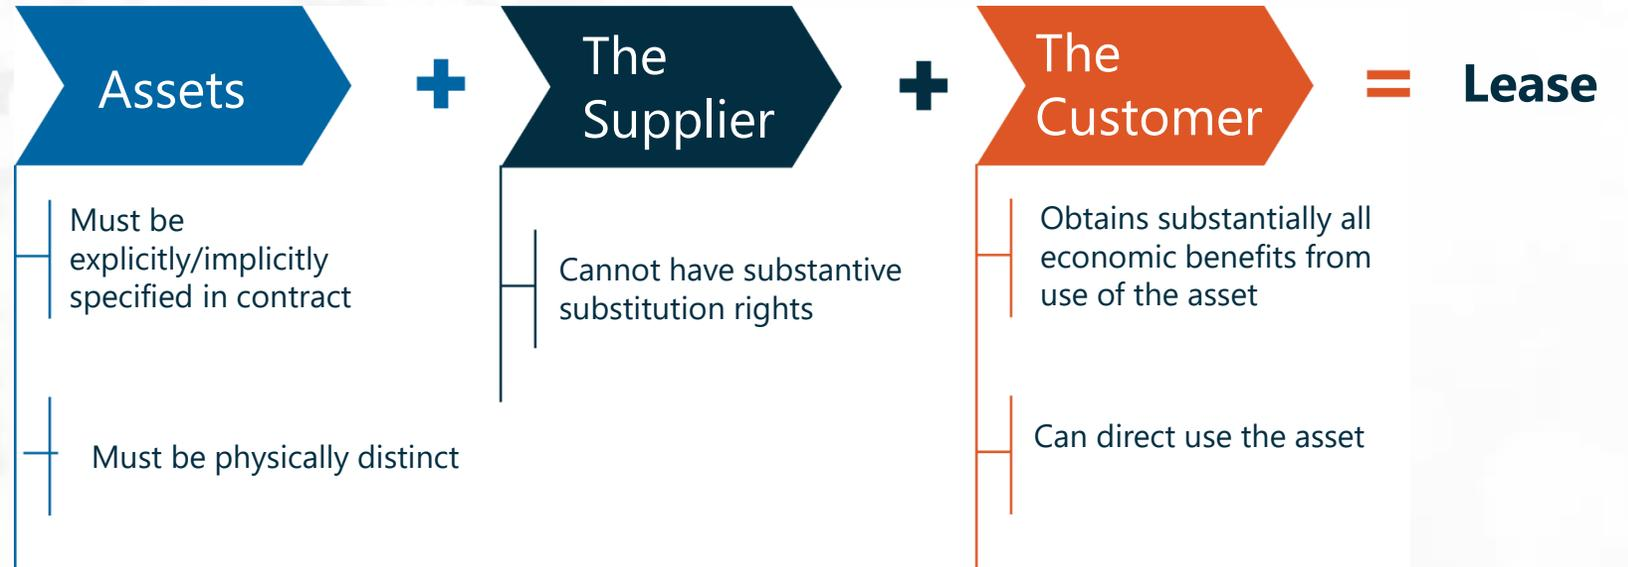 Assets
+
The
Supplier
+
The
Customer
=
Lease
Must be
explicitly/implicitly
specified in contract
Must be physically distinct
Cannot have substantive
substitution rights
Obtains substantially all
economic benefits from
use of the asset
Can direct use the asset